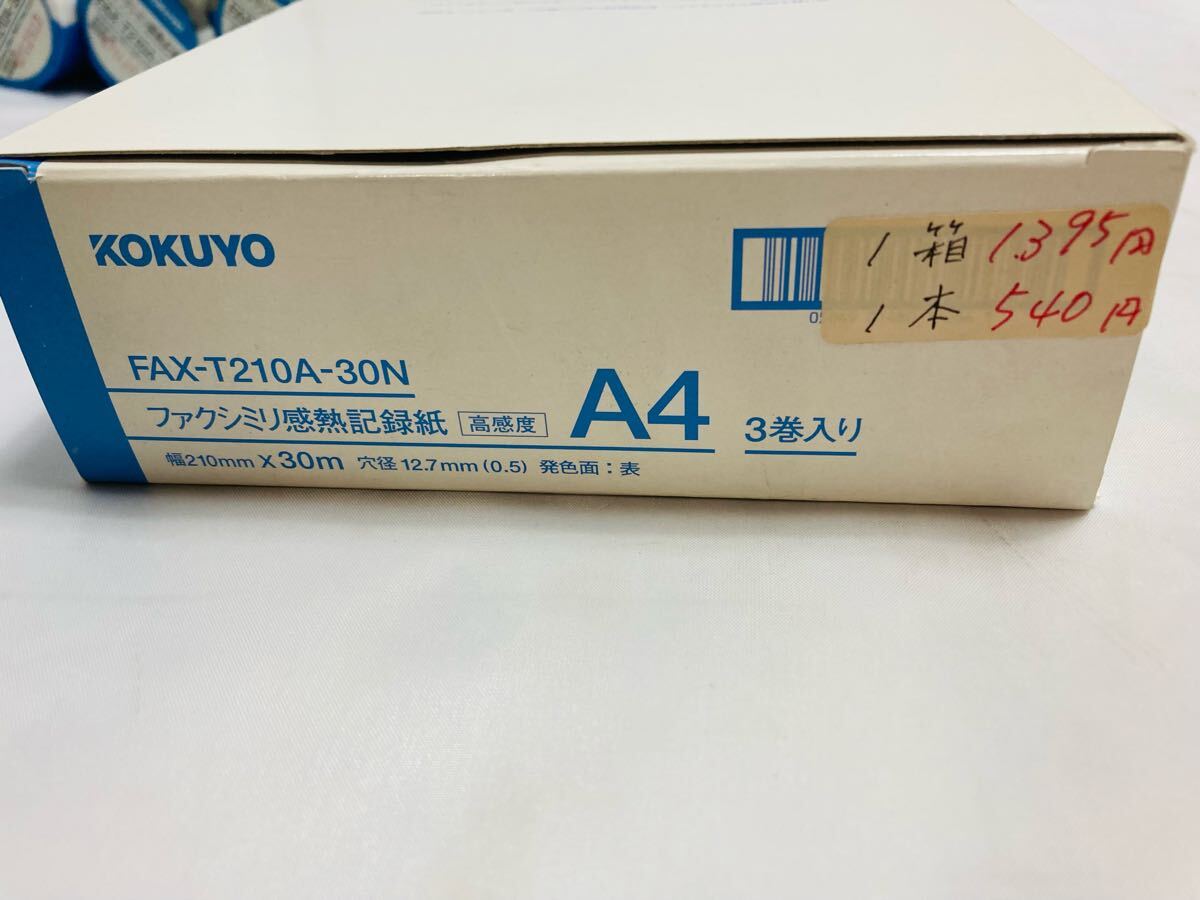 KOKUYO
1箱 1.395円
1本 540円
FAX-T210A-30N
ファクシミリ感熱記録紙 高感度 A4 3巻入り
幅210mm×30m 穴径12.7mm(0.5) 発色面：表